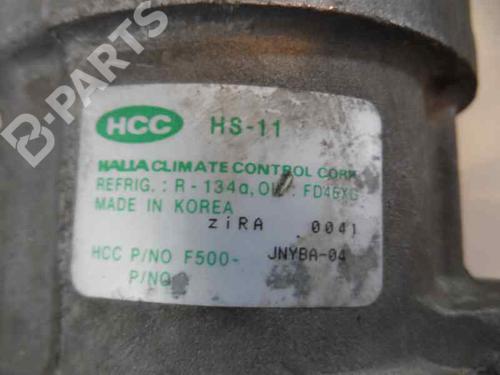 B-PARTS
HCC HS-11
HALLA CLIMATE CONTROL CORP.
REFRIG.: R-134a, OIL: FD46XG
MADE IN KOREA
ziRA 0041
HCC P/NO F500- JNYBA-04
P/NO